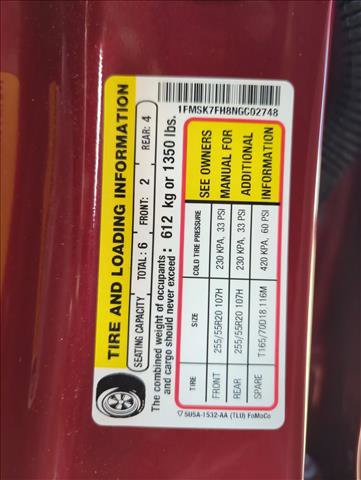 TIRE AND LOADING INFORMATION
SEATING CAPACITY TOTAL: 6 FRONT: 2 REAR: 4
The combined weight of occupants
and cargo should never exceed : 612 kg or 1350 lbs.
1FMSK7FH8NGC02748
TIRE SIZE COLD TIRE PRESSURE
FRONT 255/55R20 107H 230 KPA, 33 PSI
REAR 255/55R20 107H 230 KPA, 33 PSI
SPARE T165/70D18 116M 420 KPA, 60 PSI
SEE OWNERS
MANUAL FOR
ADDITIONAL
INFORMATION
5U5A-1532-AA (TLU) FoMoCo